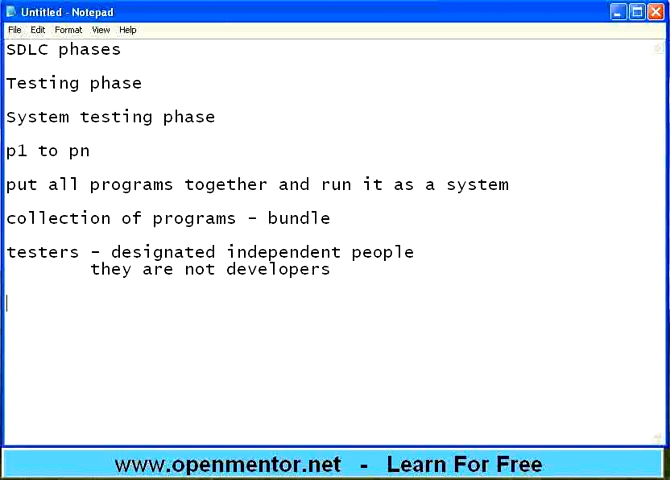 Untitled - Notepad
File Edit Format View Help
SDLC phases
Testing phase
System testing phase
p1 to pn
put all programs together and run it as a system
collection of programs - bundle
testers - designated independent people
they are not developers
www.openmentor.net - Learn For Free